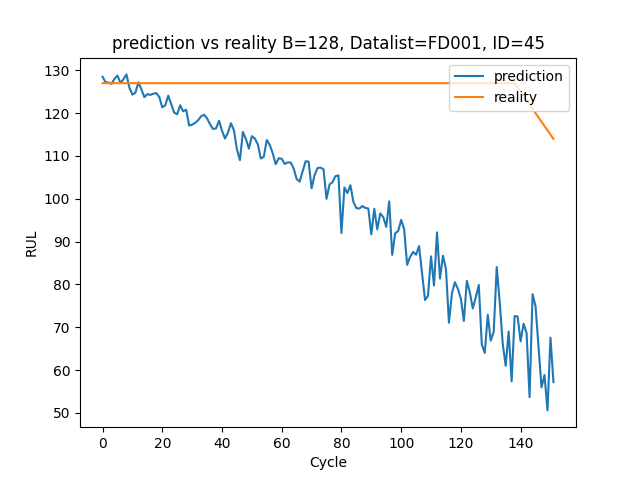 prediction vs reality B=128, Datalist=FD001, ID=45
prediction
reality
RUL
130
120
110
100
90
80
70
60
50
0 20 40 60 80 100 120 140
Cycle